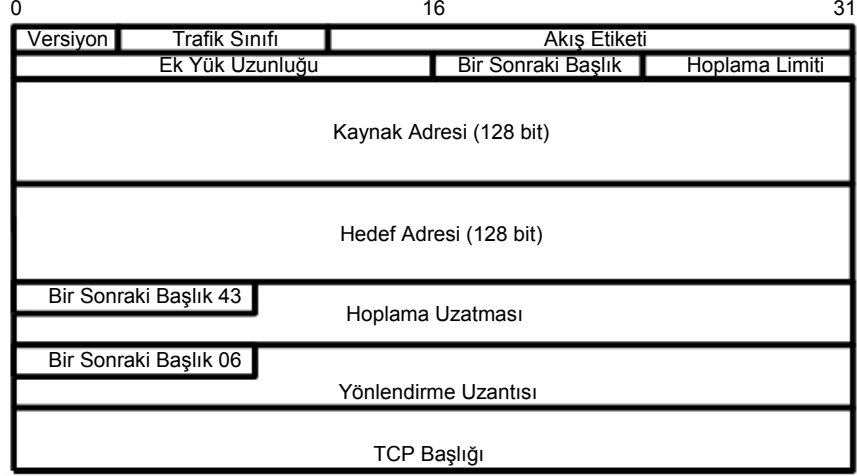 0 16 31
Versiyon Trafik Sınıfı Akış Etiketi
Ek Yük Uzunluğu Bir Sonraki Başlık Hoplama Limiti
Kaynak Adresi (128 bit)
Hedef Adresi (128 bit)
Bir Sonraki Başlık 43
Hoplama Uzatması
Bir Sonraki Başlık 06
Yönlendirme Uzantısı
TCP Başlığı